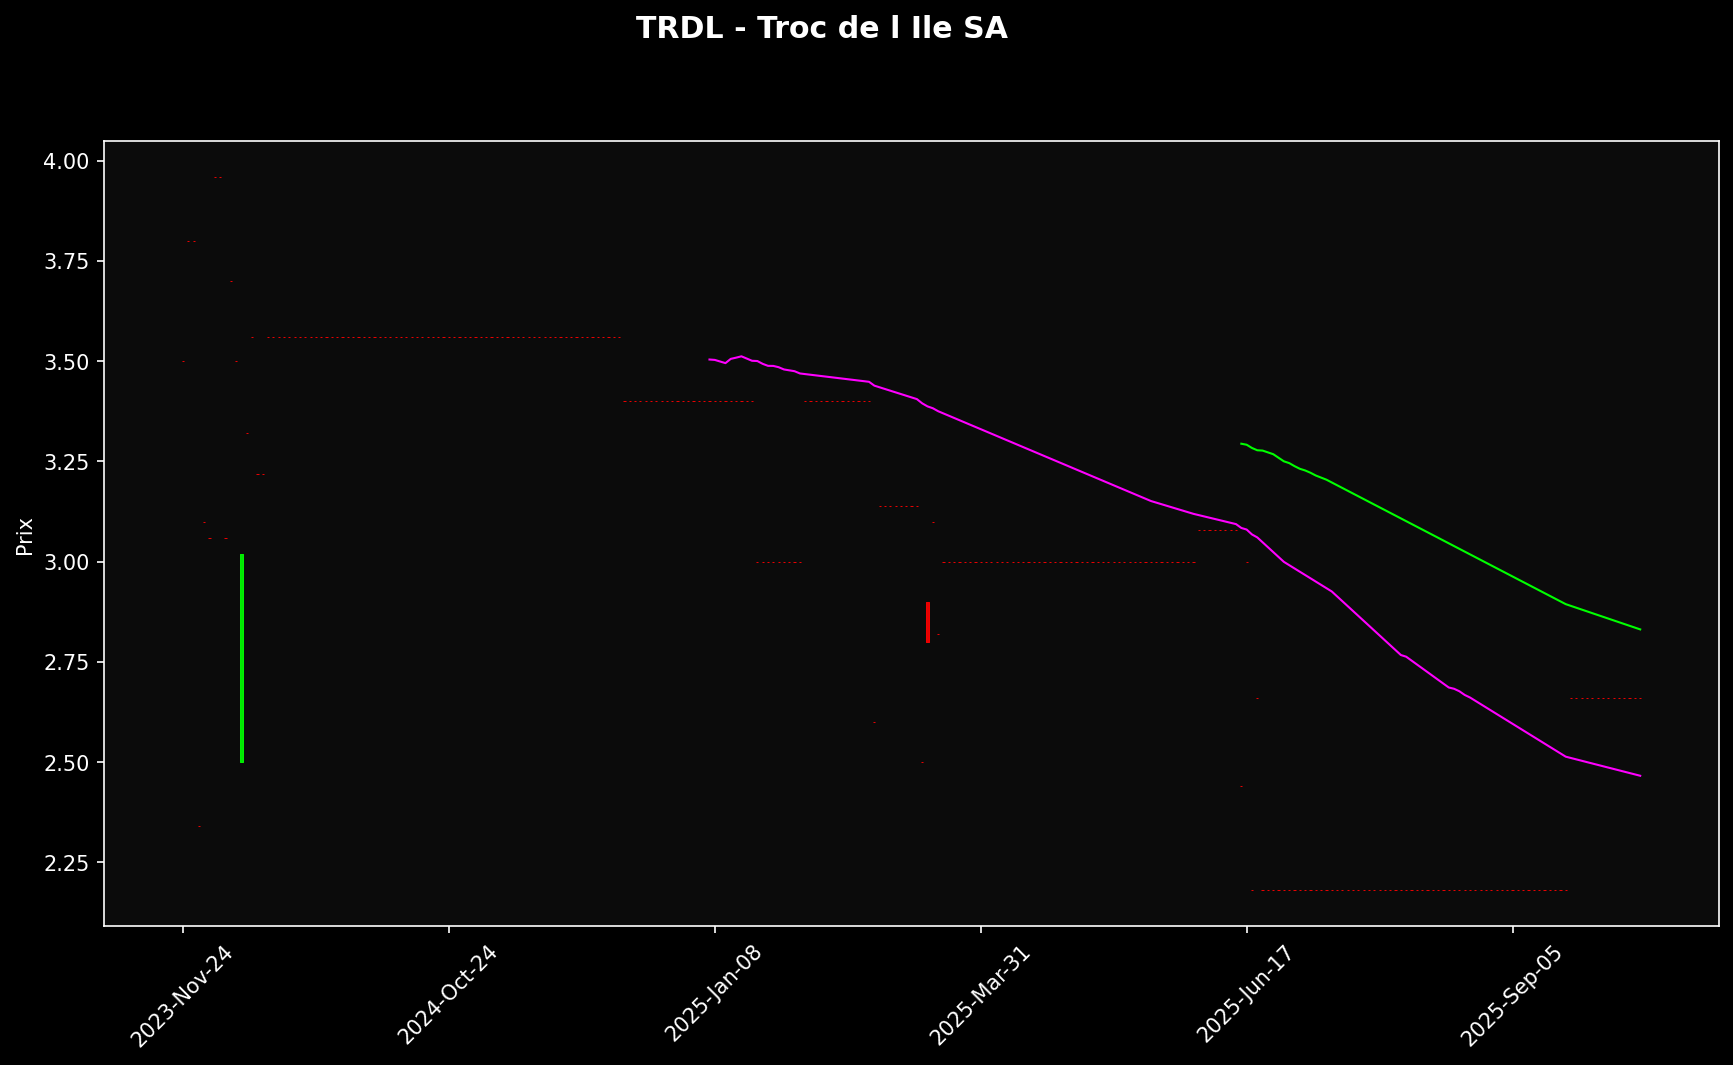 TRDL - Troc de l Ile SA
4.00
3.75
3.50
3.25
3.00
2.75
2.50
2.25
Prix
2023-Nov-24
2024-Oct-24
2025-Jan-08
2025-Mar-31
2025-Jun-17
2025-Sep-05